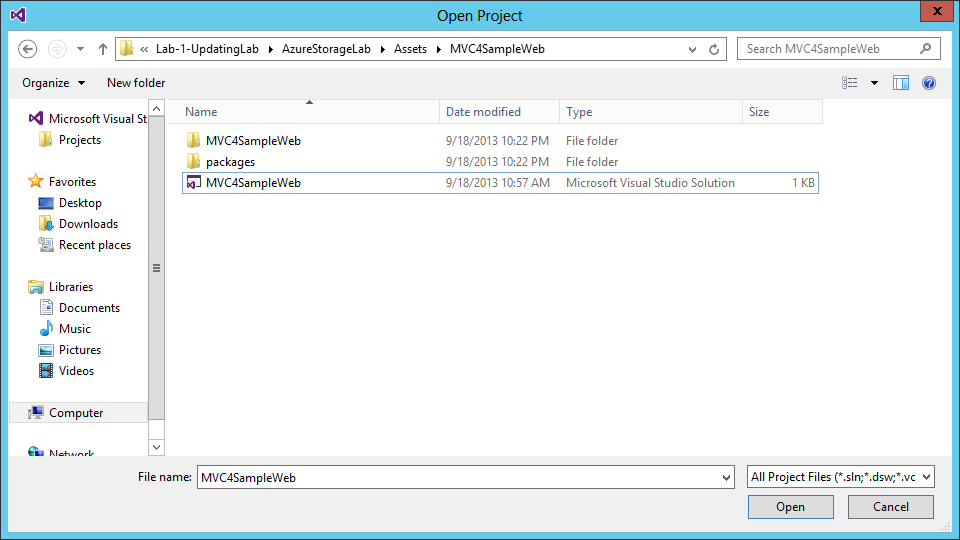 Open Project
« Lab-1-UpdatingLab AzureStorageLab Assets MVC4SampleWeb
Search MVC4SampleWeb
Organize New folder
Name Date modified Type Size
Microsoft Visual St
Projects
Favorites
Desktop
Downloads
Recent places
Libraries
Documents
Music
Pictures
Videos
Computer
Network
MVC4SampleWeb 9/18/2013 10:22 PM File folder
packages 9/18/2013 10:22 PM File folder
MVC4SampleWeb 9/18/2013 10:57 AM Microsoft Visual Studio Solution 1 KB
File name: MVC4SampleWeb All Project Files (*.sln;*.dsw;*.vc
Open Cancel